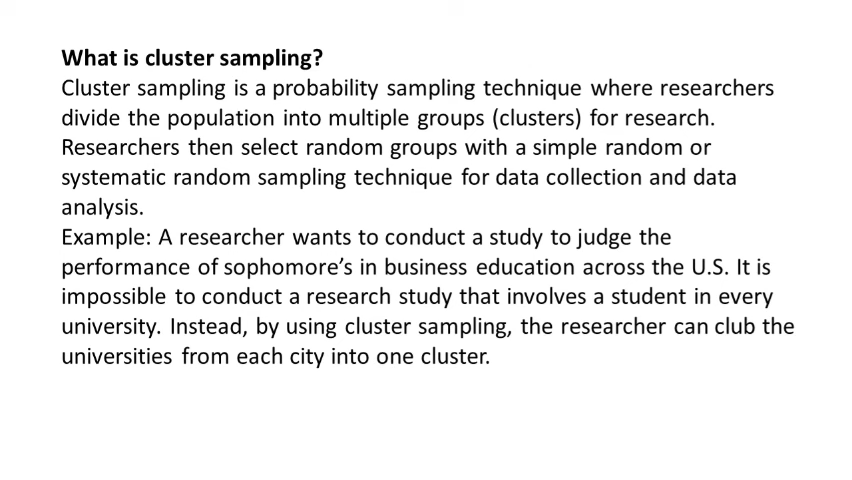 What is cluster sampling?
Cluster sampling is a probability sampling technique where researchers
divide the population into multiple groups (clusters) for research.
Researchers then select random groups with a simple random or
systematic random sampling technique for data collection and data
analysis.
Example: A researcher wants to conduct a study to judge the
performance of sophomore’s in business education across the U.S. It is
impossible to conduct a research study that involves a student in every
university. Instead, by using cluster sampling, the researcher can club the
universities from each city into one cluster.